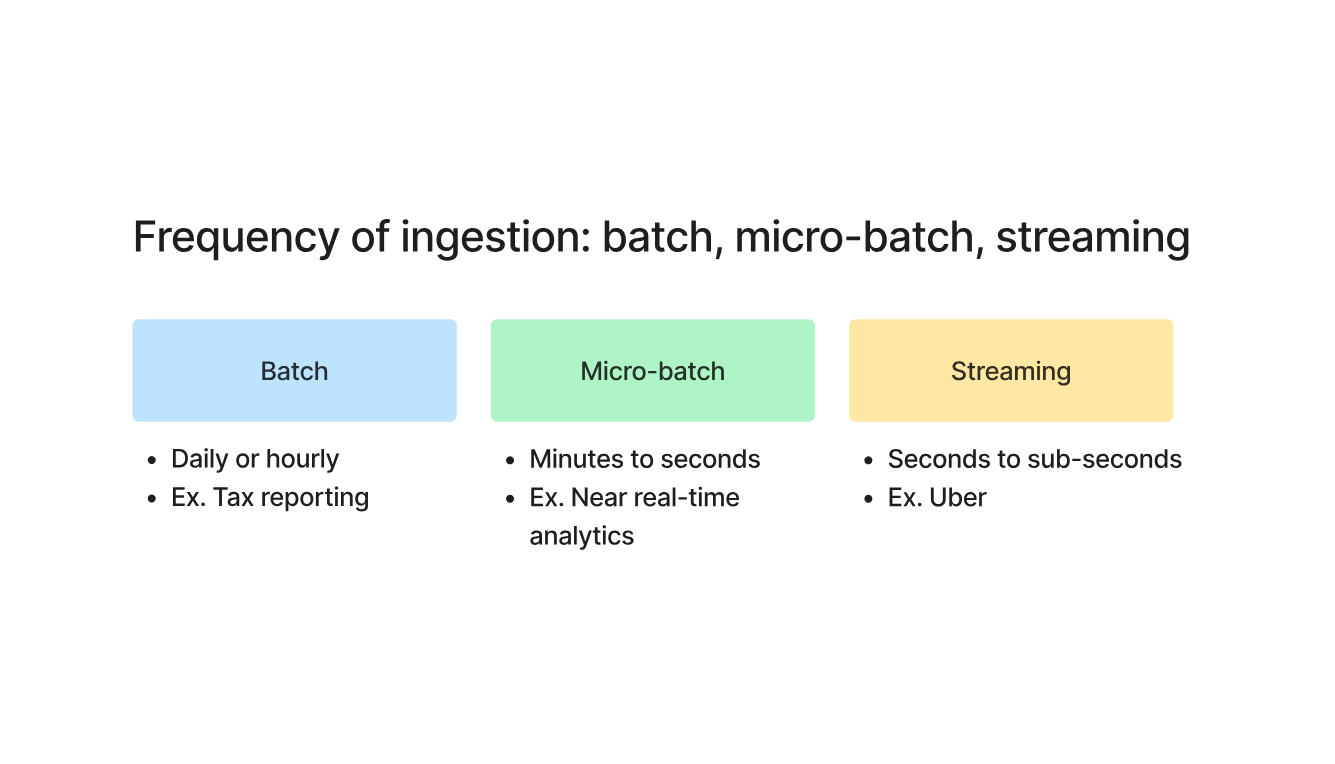 Frequency of ingestion: batch, micro-batch, streaming
Batch
• Daily or hourly
• Ex. Tax reporting
Micro-batch
• Minutes to seconds
• Ex. Near real-time
analytics
Streaming
• Seconds to sub-seconds
• Ex. Uber